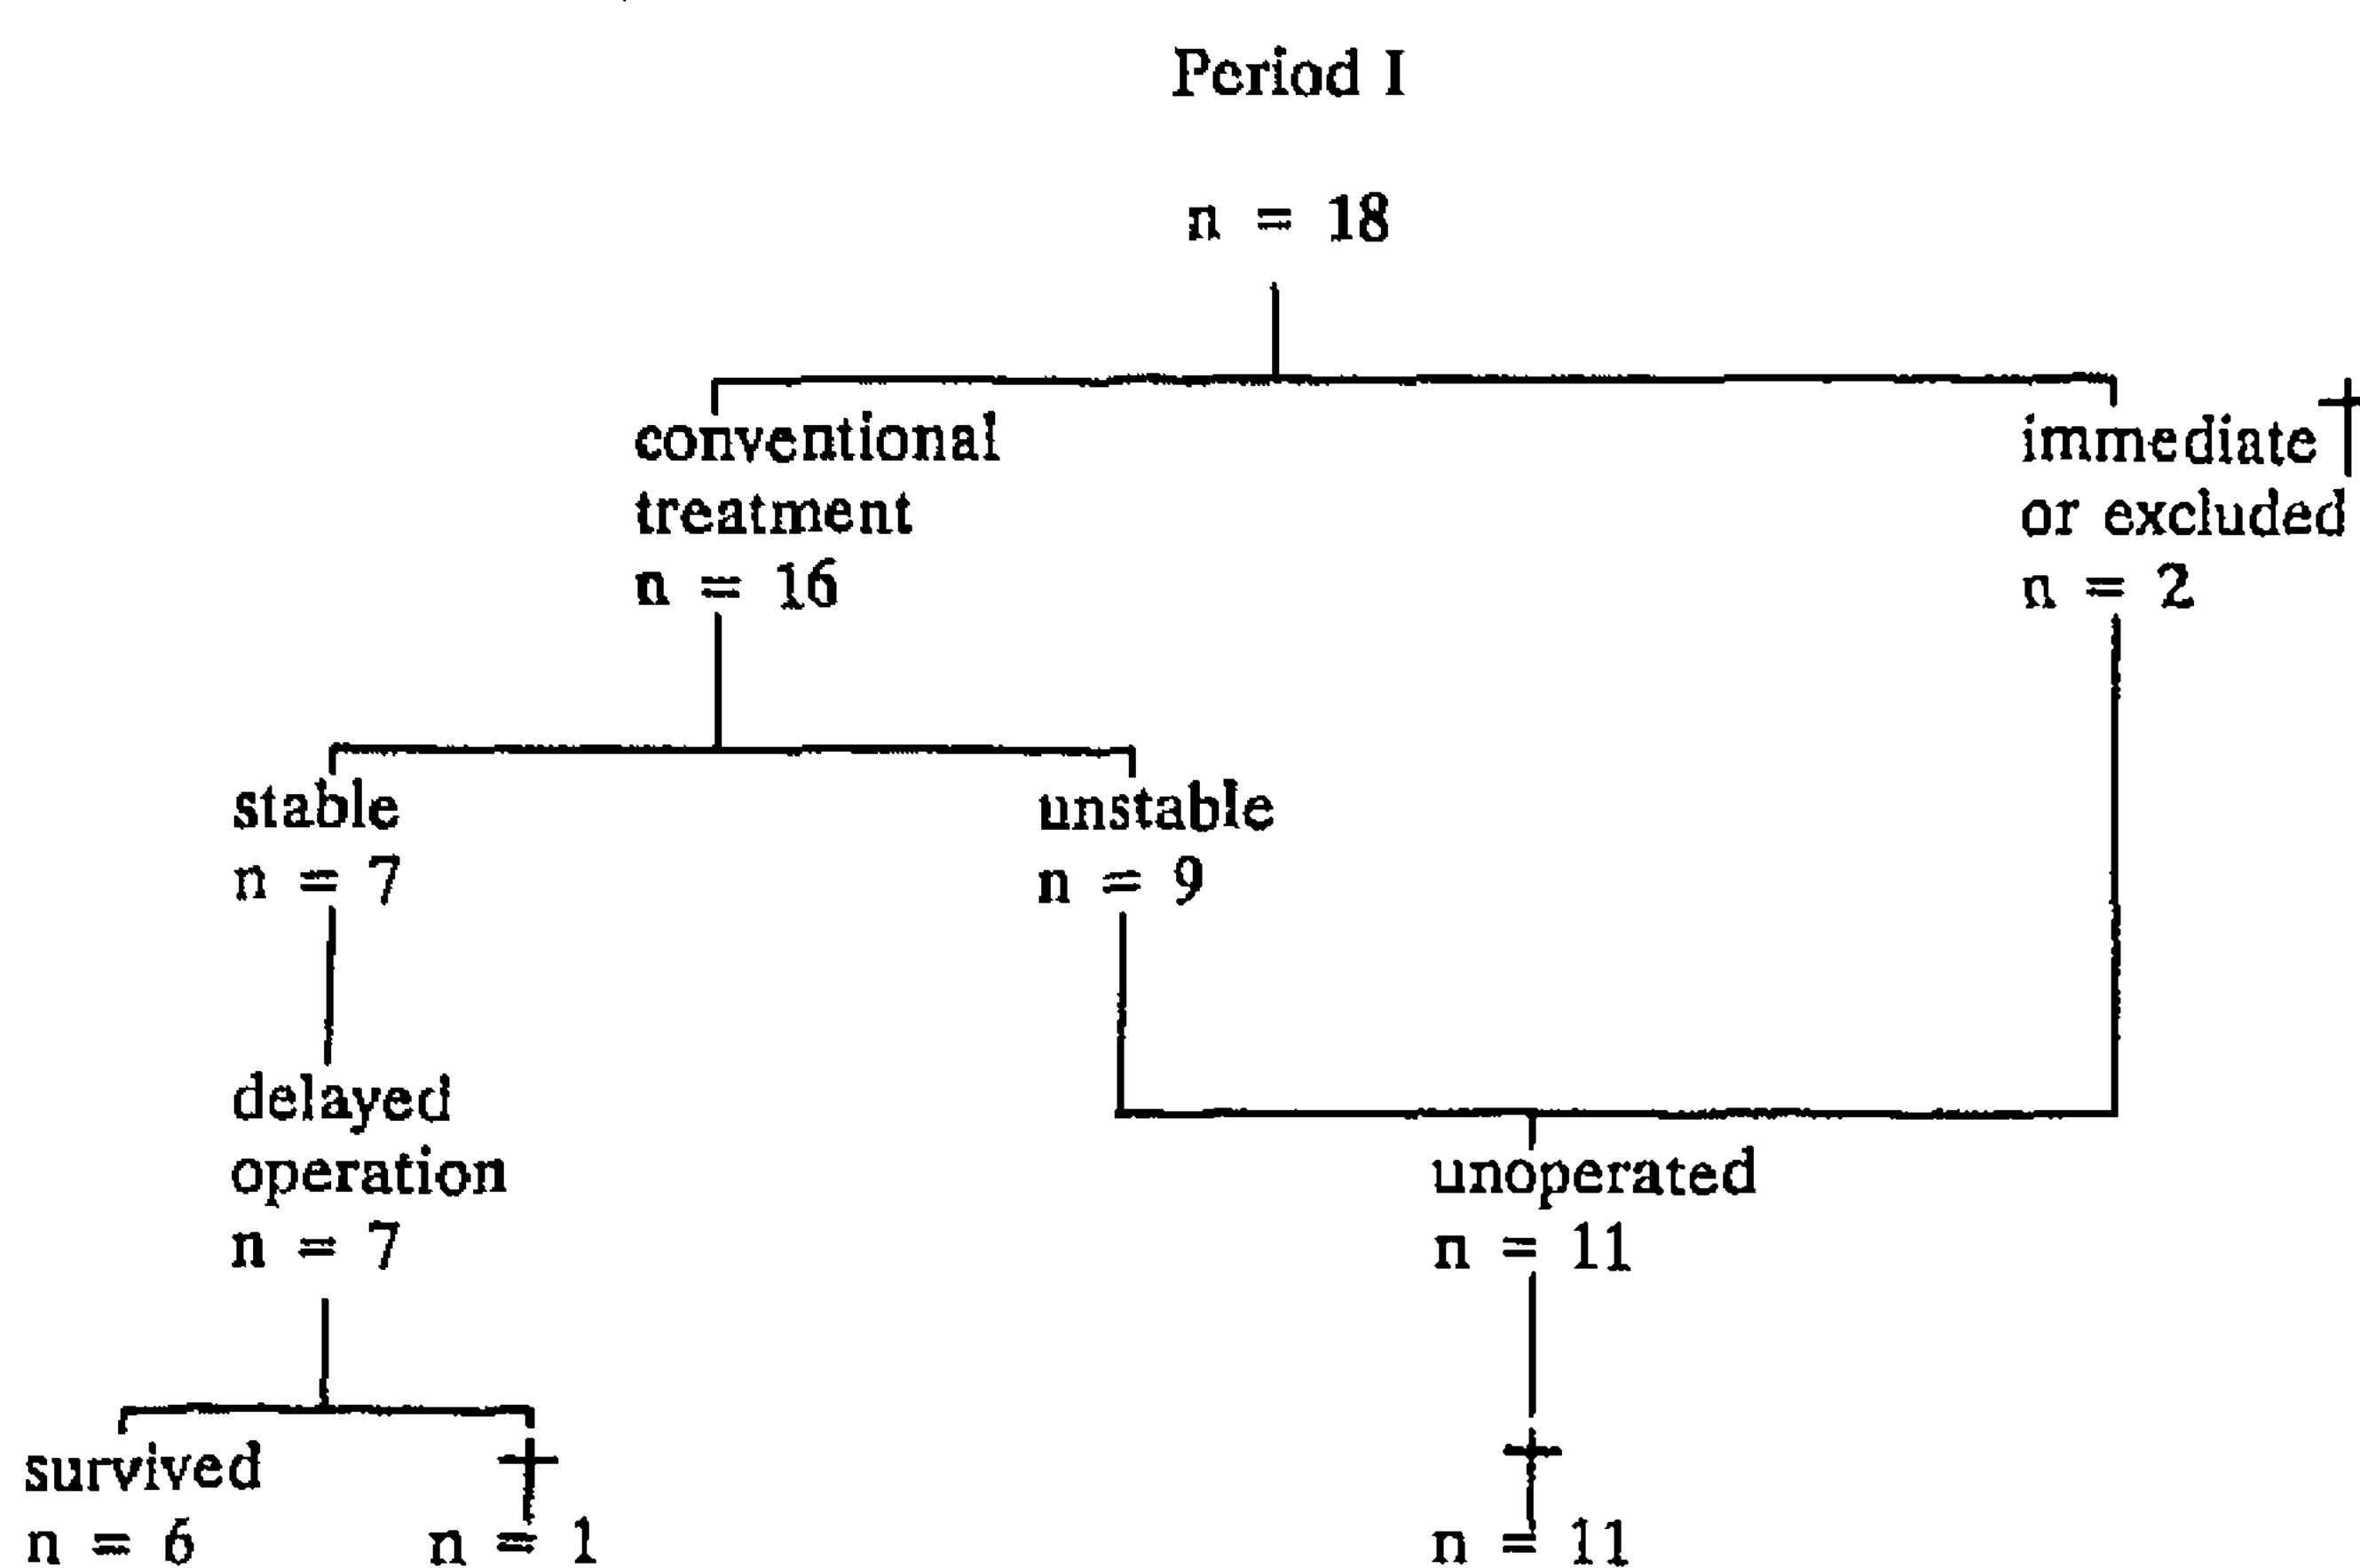 Period I
n = 18
conventional
treatment
n = 16
immediate †
or excluded
n = 2
stable
n = 7
unstable
n = 9
delayed
operation
n = 7
unoperated
n = 11
survived
n = 6
†
n = 1
†
n = 11